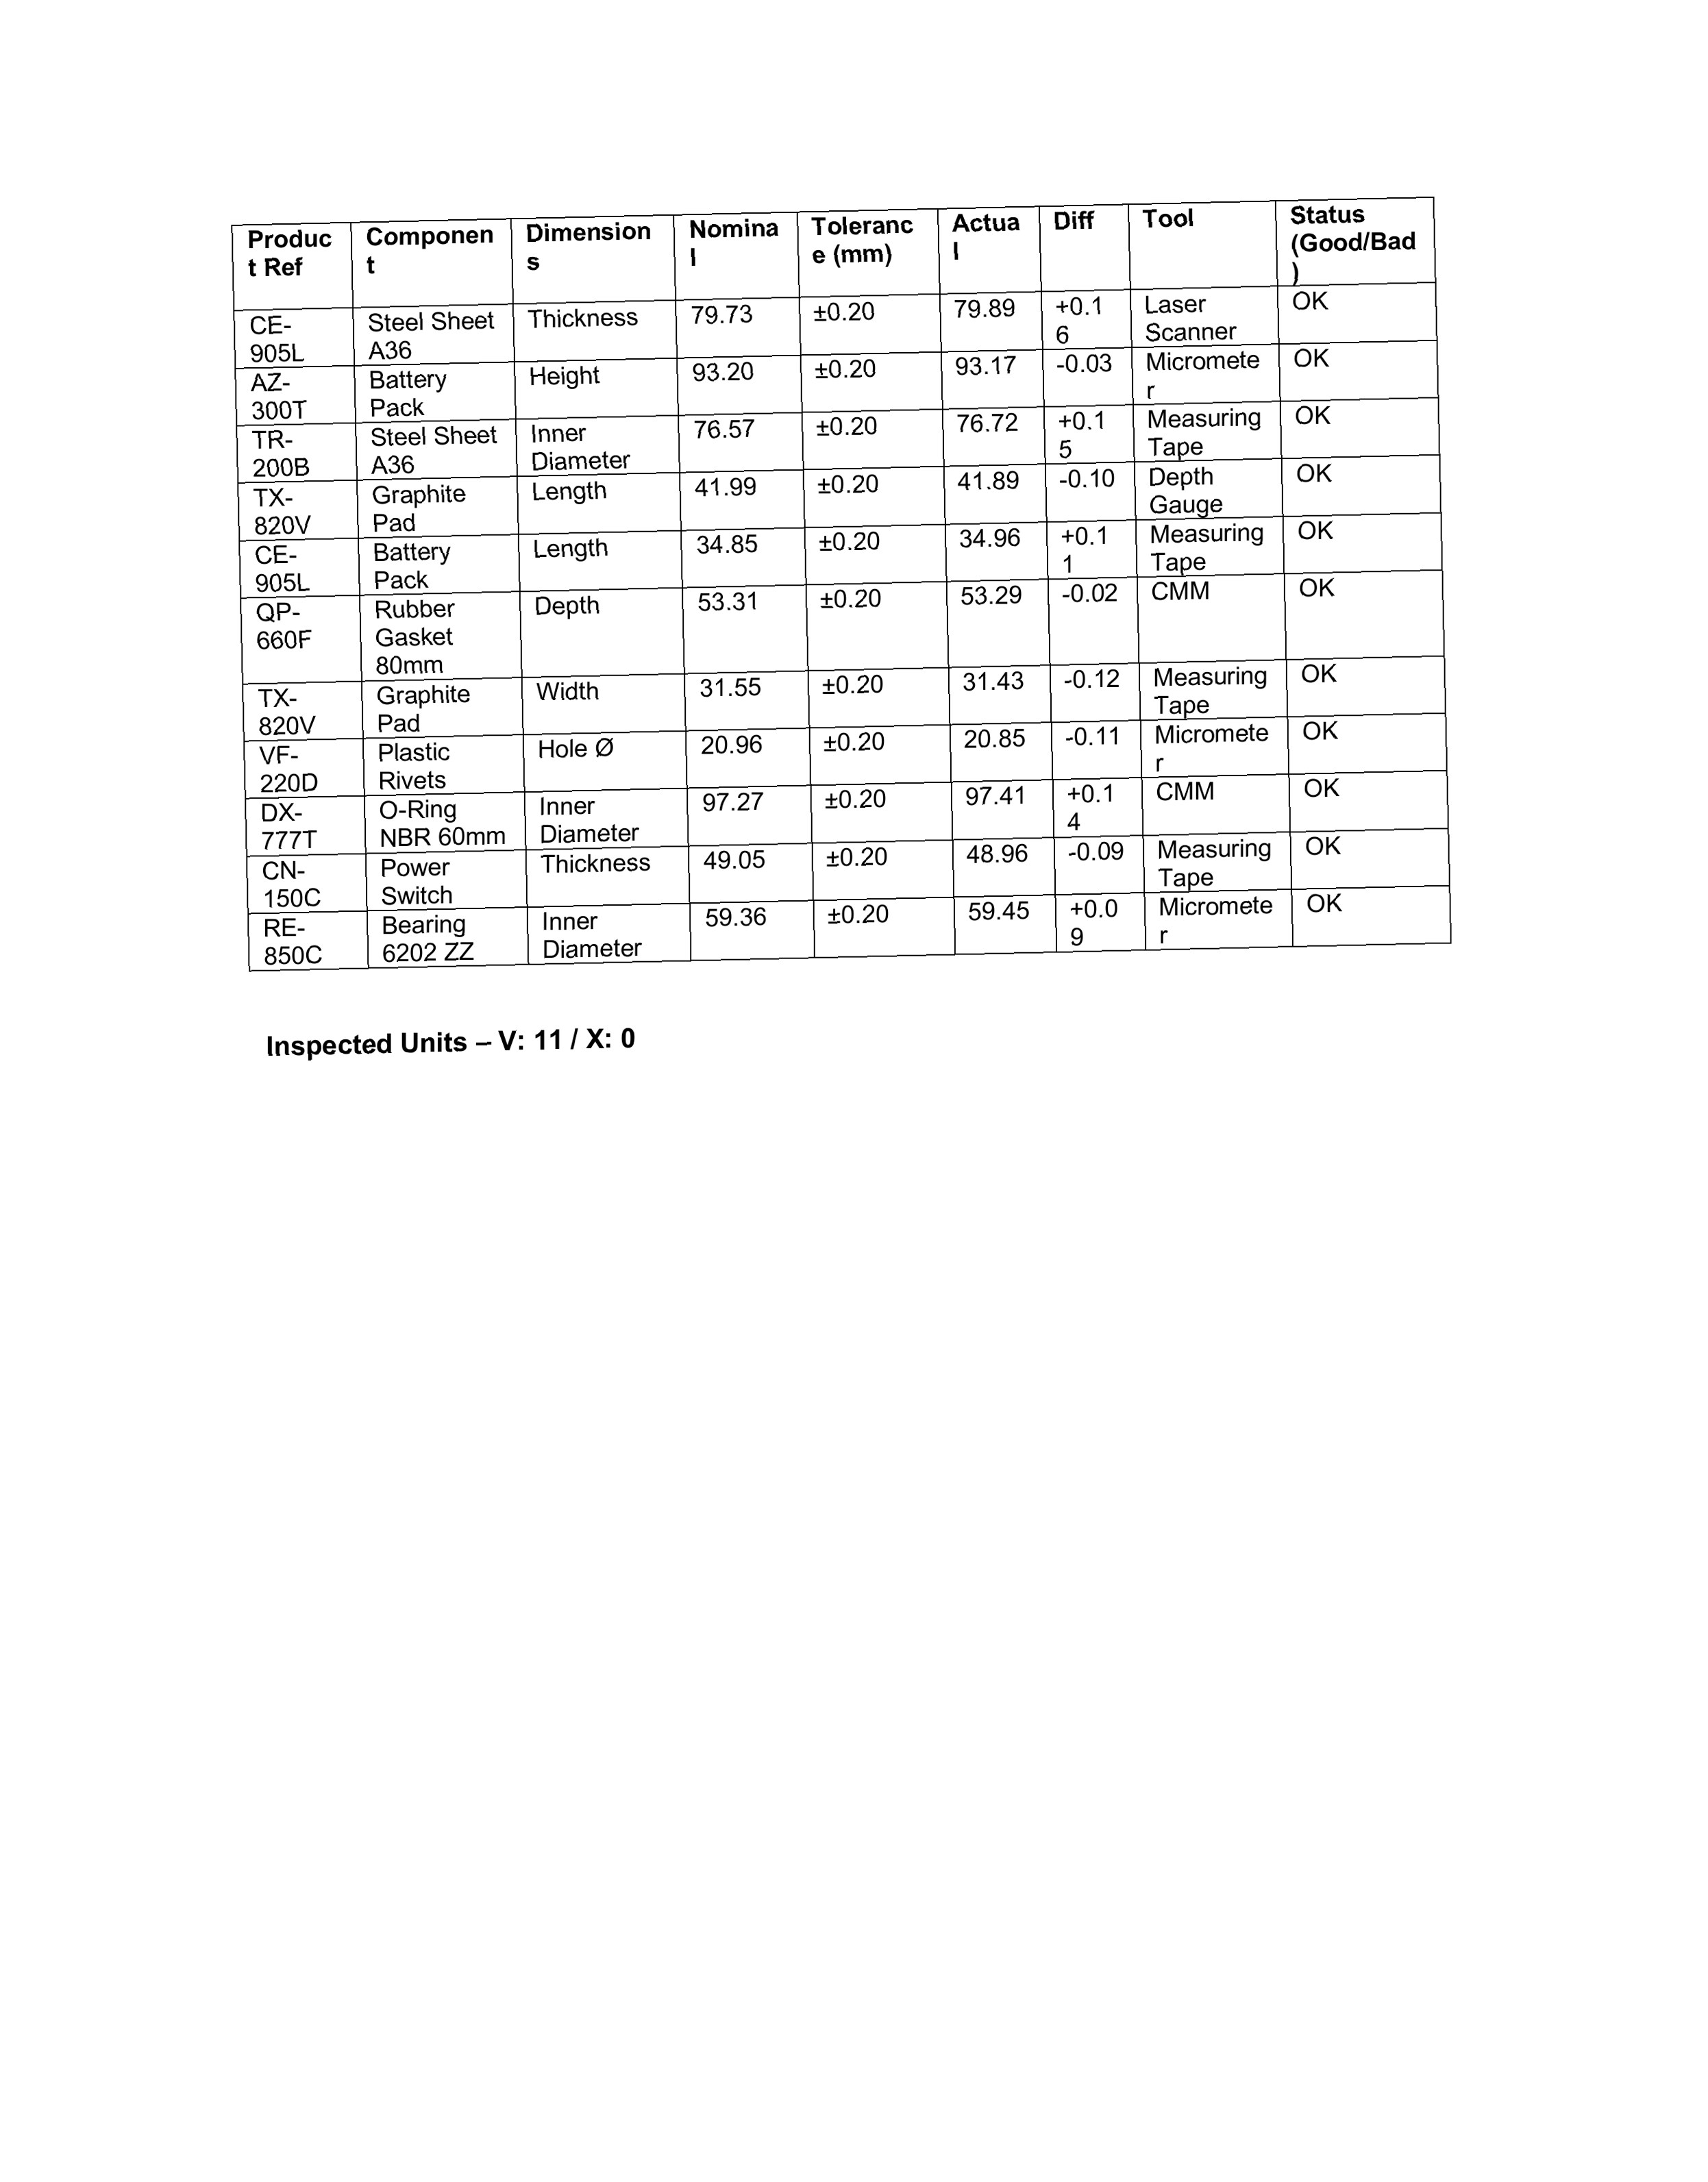 Product Ref Component Dimensions Nominal Tolerance (mm) Actual Diff Tool Status (Good/Bad)
CE-905L Steel Sheet A36 Thickness 79.73 ±0.20 79.89 +0.16 Laser Scanner OK
AZ-300T Battery Pack Height 93.20 ±0.20 93.17 -0.03 Micrometer OK
TR-200B Steel Sheet A36 Inner Diameter 76.57 ±0.20 76.72 +0.15 Measuring Tape OK
TX-820V Graphite Pad Length 41.99 ±0.20 41.89 -0.10 Depth Gauge OK
CE-905L Battery Pack Length 34.85 ±0.20 34.96 +0.11 Measuring Tape OK
QP-660F Rubber Gasket 80mm Depth 53.31 ±0.20 53.29 -0.02 CMM OK
TX-820V Graphite Pad Width 31.55 ±0.20 31.43 -0.12 Measuring Tape OK
VF-220D Plastic Rivets Hole Ø 20.96 ±0.20 20.85 -0.11 Micrometer OK
DX-777T O-Ring NBR 60mm Inner Diameter 97.27 ±0.20 97.41 +0.14 CMM OK
CN-150C Power Switch Thickness 49.05 ±0.20 48.96 -0.09 Measuring Tape OK
RE-850C Bearing 6202 ZZ Inner Diameter 59.36 ±0.20 59.45 +0.09 Micrometer OK
Inspected Units – V: 11 / X: 0